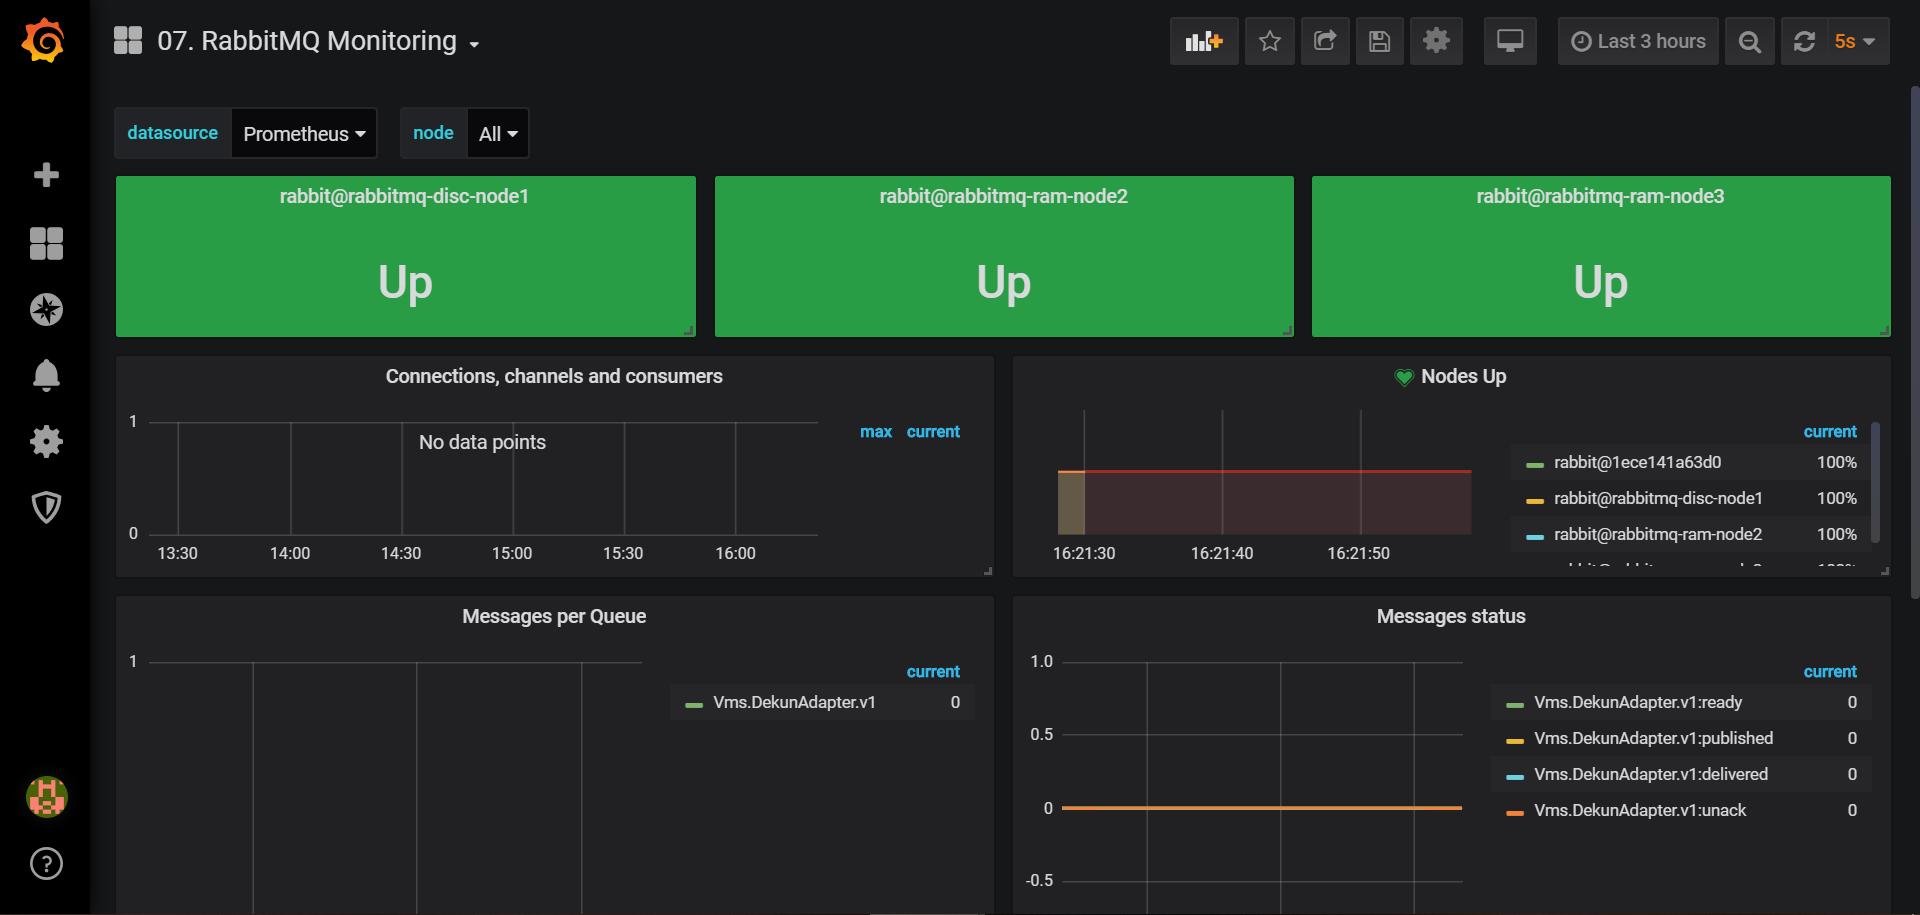 07. RabbitMQ Monitoring
Last 3 hours
5s
datasource
Prometheus
node
All
rabbit@rabbitmq-disc-node1
Up
rabbit@rabbitmq-ram-node2
Up
rabbit@rabbitmq-ram-node3
Up
Connections, channels and consumers
1
No data points
0
13:30 14:00 14:30 15:00 15:30 16:00
max current
Nodes Up
16:21:30 16:21:40 16:21:50
current
rabbit@1ece141a63d0 100%
rabbit@rabbitmq-disc-node1 100%
rabbit@rabbitmq-ram-node2 100%
Messages per Queue
1
current
Vms.DekunAdapter.v1 0
Messages status
1.0
0.5
0
-0.5
current
Vms.DekunAdapter.v1:ready 0
Vms.DekunAdapter.v1:published 0
Vms.DekunAdapter.v1:delivered 0
Vms.DekunAdapter.v1:unack 0
?